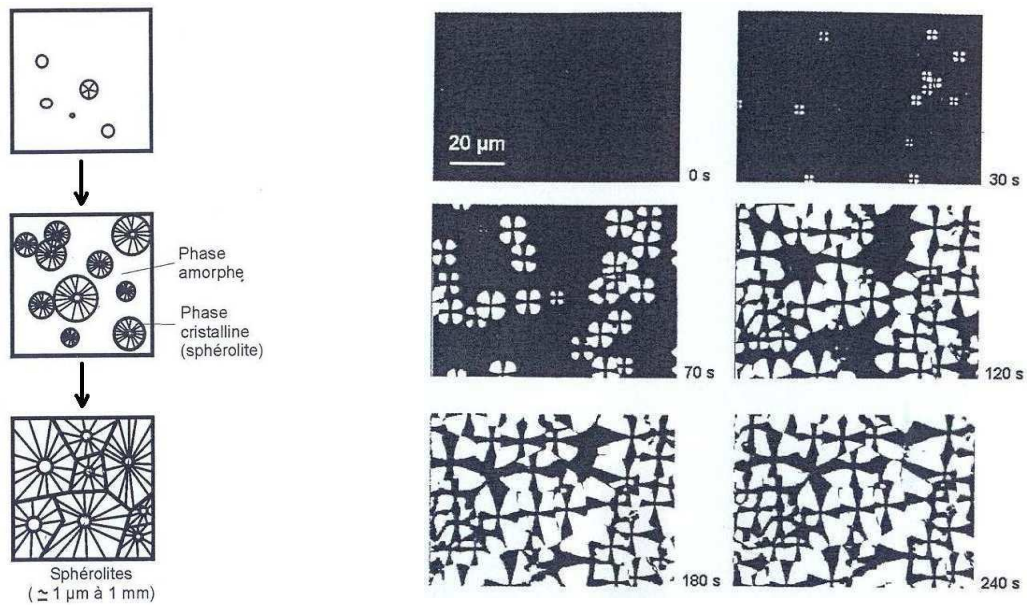 Phase
amorphe
Phase
cristalline
(sphérolite)
Sphérolites
( ≃ 1 µm à 1 mm)
20 µm
0 s
30 s
70 s
120 s
180 s
240 s